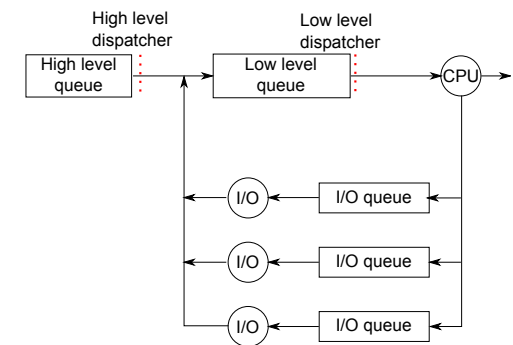 High level
dispatcher
Low level
dispatcher
High level
queue
Low level
queue
CPU
I/O
I/O queue
I/O
I/O queue
I/O
I/O queue